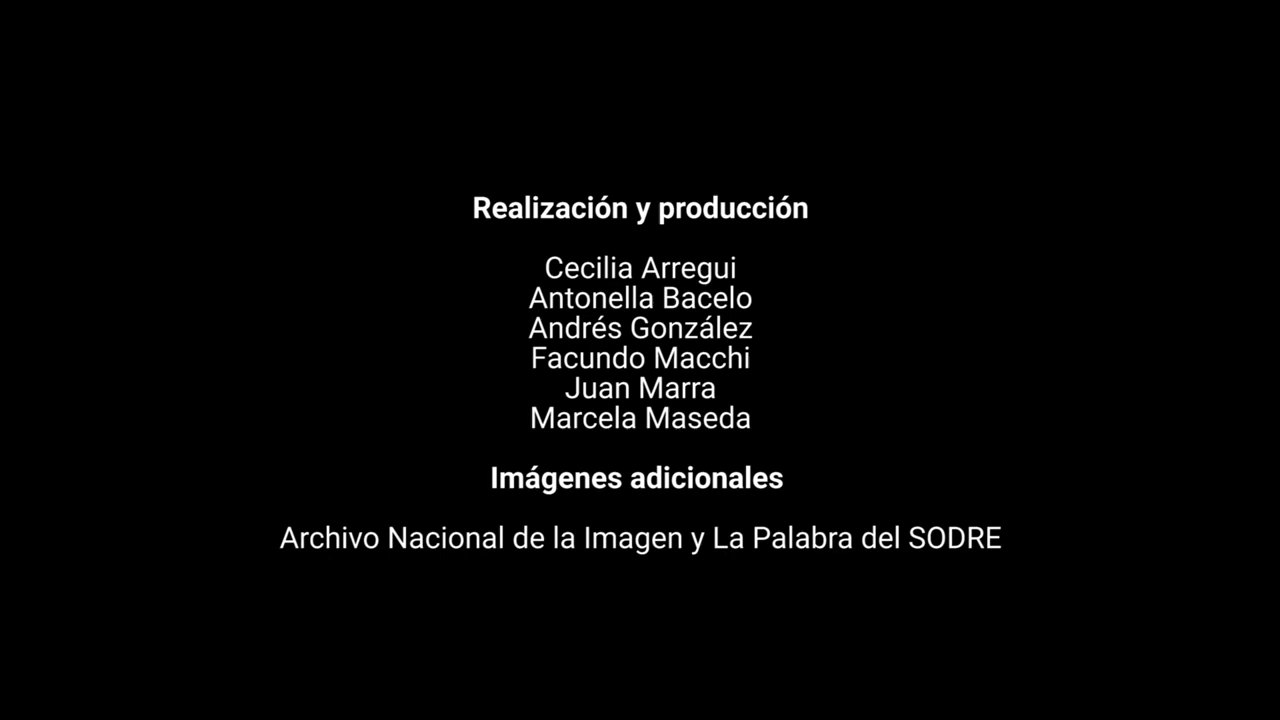 Realización y producción
Cecilia Arregui
Antonella Bacelo
Andrés González
Facundo Macchi
Juan Marra
Marcela Maseda
Imágenes adicionales
Archivo Nacional de la Imagen y La Palabra del SODRE